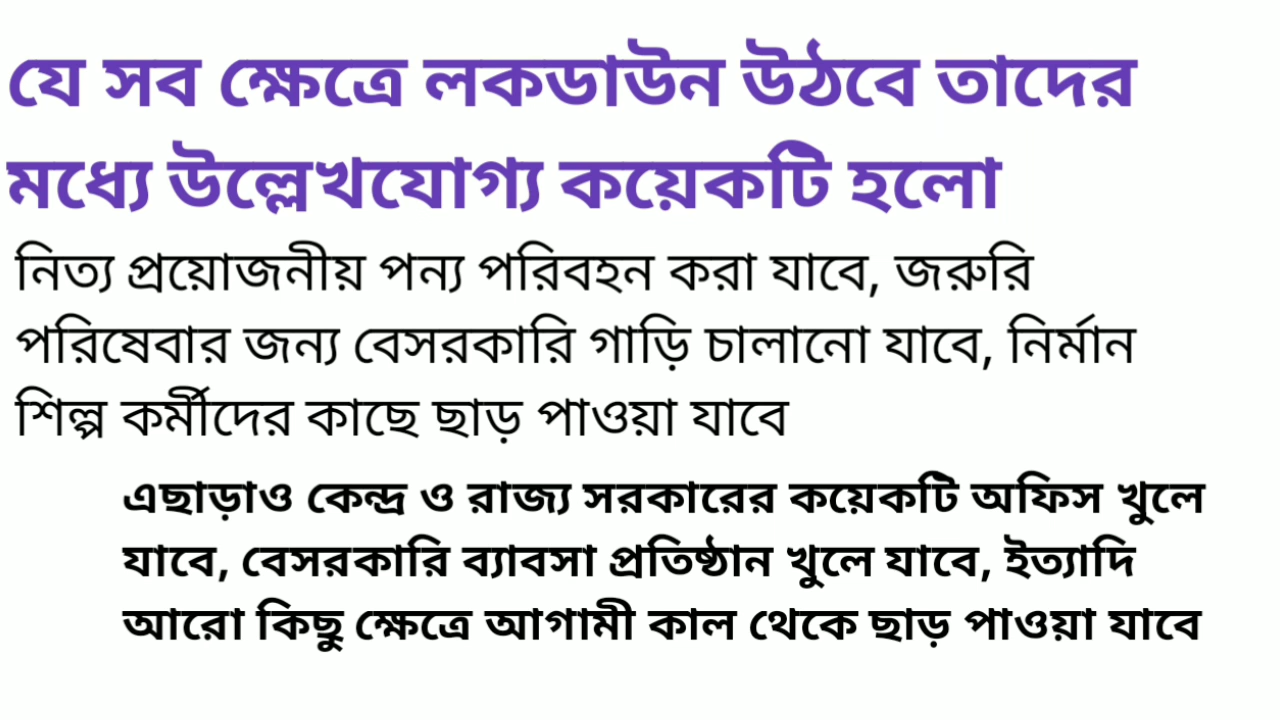 যে সব ক্ষেত্রে লকডাউন উঠবে তাদের
মধ্যে উল্লেখযোগ্য কয়েকটি হলো
নিত্য প্রয়োজনীয় পন্য পরিবহন করা যাবে, জরুরি
পরিষেবার জন্য বেসরকারি গাড়ি চালানো যাবে, নির্মান
শিল্প কর্মীদের কাছে ছাড় পাওয়া যাবে
এছাড়াও কেন্দ্র ও রাজ্য সরকারের কয়েকটি অফিস খুলে
যাবে, বেসরকারি ব্যাবসা প্রতিষ্ঠান খুলে যাবে, ইত্যাদি
আরো কিছু ক্ষেত্রে আগামী কাল থেকে ছাড় পাওয়া যাবে